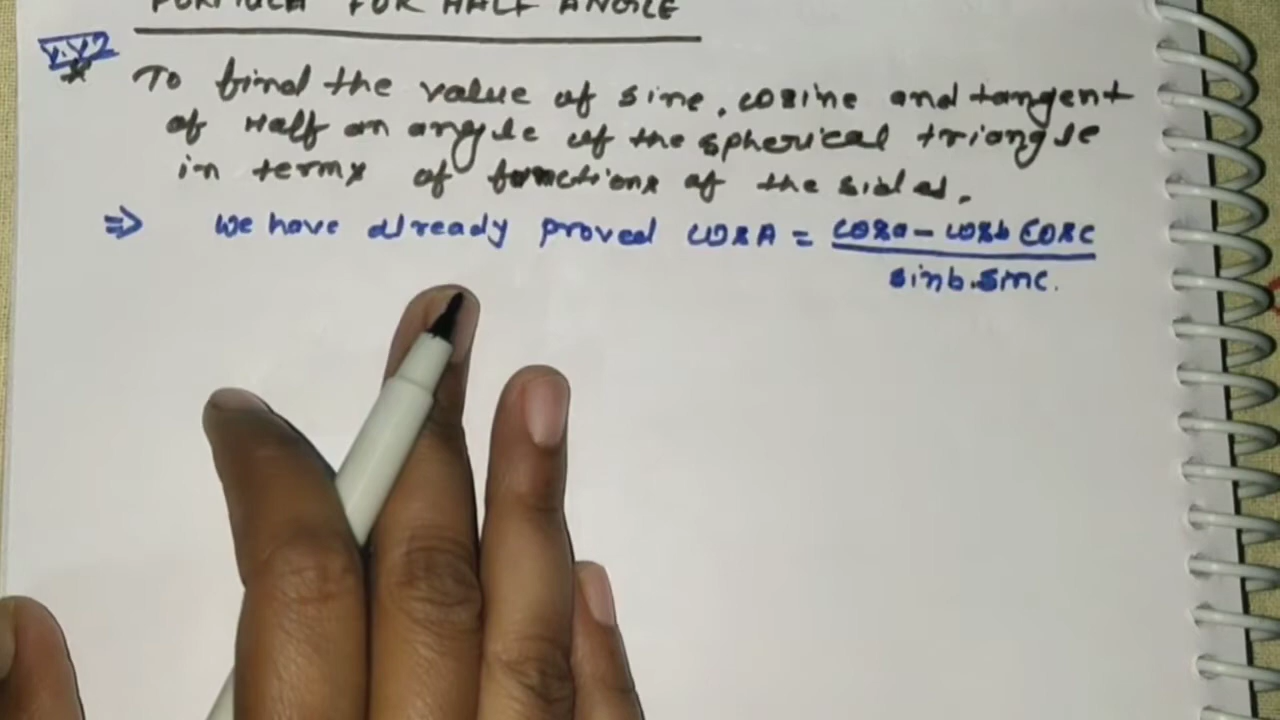 FORMULA FOR HALF ANGLE
V.V.I
* To find the value of sine, cosine and tangent
of Half an angle of the spherical triangle
in terms of functions of the sides.
⇒ We have already proved cosA = cosa - cosb cosc
sinb.sinc.